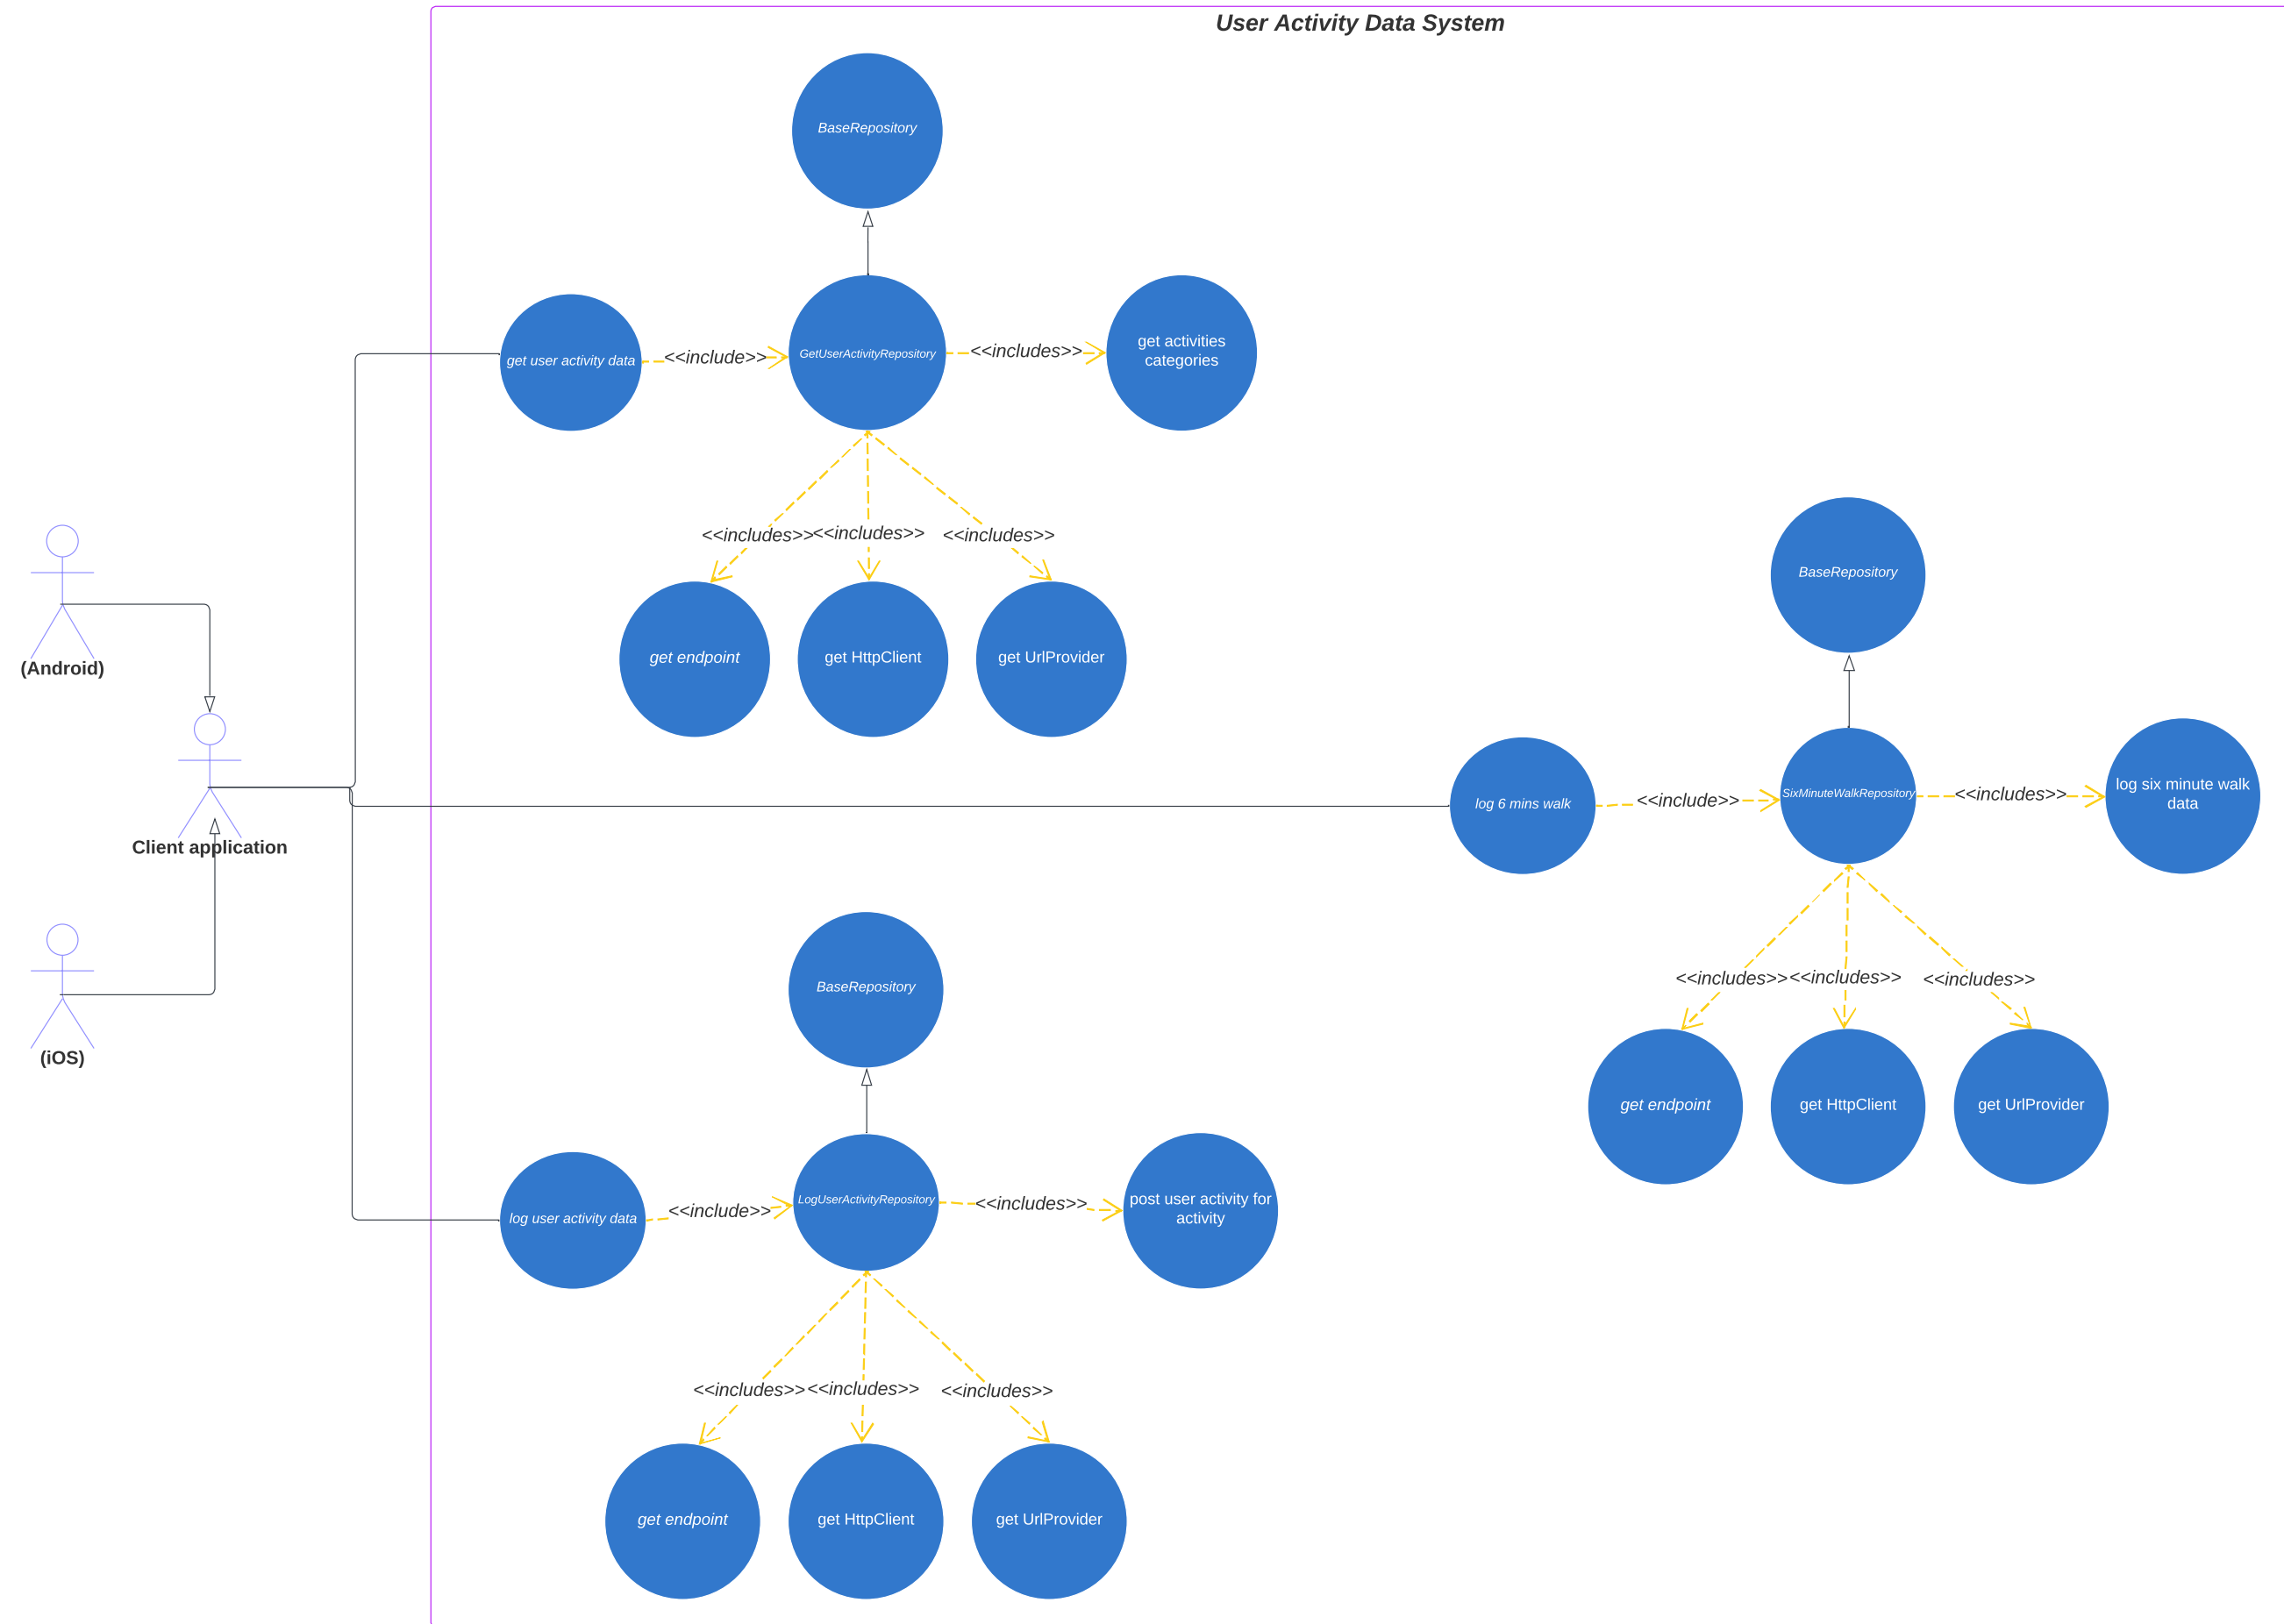 User Activity Data System
BaseRepository
get user activity data
<<include>>
GetUserActivityRepository
<<includes>>
get activities
categories
<<includes>>
<<includes>>
<<includes>>
get endpoint
get HttpClient
get UrlProvider
(Android)
Client application
(iOS)
BaseRepository
log 6 mins walk
<<include>>
SixMinuteWalkRepository
<<includes>>
log six minute walk
data
<<includes>>
<<includes>>
<<includes>>
get endpoint
get HttpClient
get UrlProvider
BaseRepository
log user activity data
<<include>>
LogUserActivityRepository
<<includes>>
post user activity for
activity
<<includes>>
<<includes>>
<<includes>>
get endpoint
get HttpClient
get UrlProvider